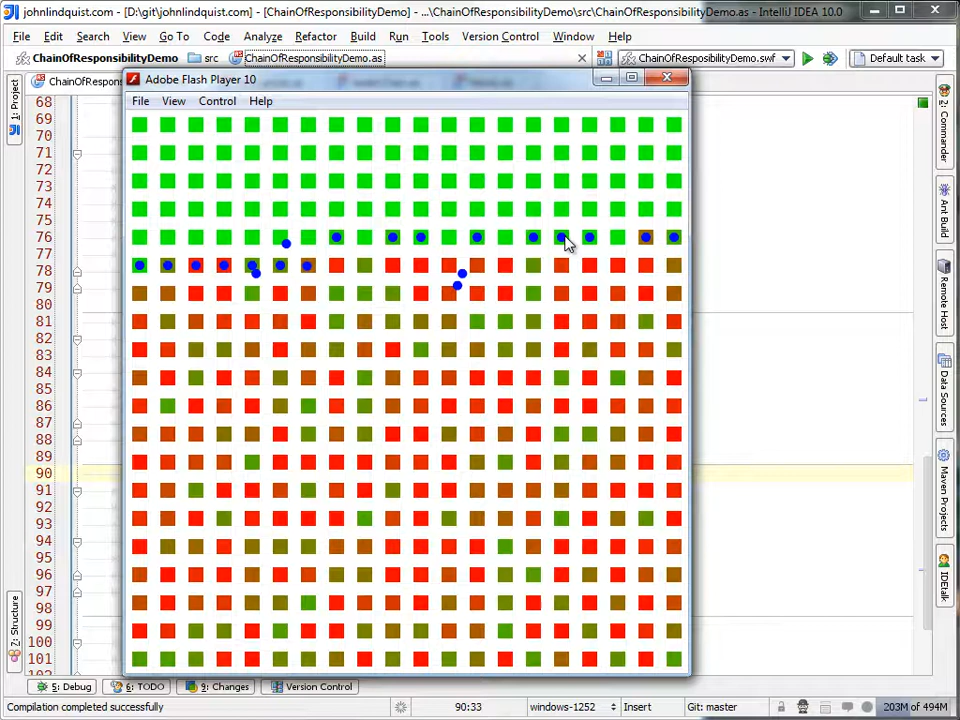 johnlindquist.com - [D:\git\johnlindquist.com] - [ChainOfResponsibilityDemo] - ...\ChainOfResponsibilityDemo\src\ChainOfResponsibilityDemo.as - IntelliJ IDEA 10.0
File Edit Search View Go To Code Analyze Refactor Build Run Tools Version Control Window Help
ChainOfResponsibilityDemo src ChainOfResponsibilityDemo.as ChainOfResponsibilityDemo.swf Default task
ChainOfRespons
Adobe Flash Player 10
File View Control Help
1: Project
7: Structure
68
69
70
71
72
73
74
75
76
77
78
79
80
81
82
83
84
85
86
87
88
89
90
91
92
93
94
95
96
97
98
99
100
101
2: Commander
Ant Build
Remote Host
Data Sources
Maven Projects
IDEtalk
5: Debug 6: TODO 9: Changes Version Control
Compilation completed successfully 90:33 windows-1252 Insert Git: master 203M of 494M